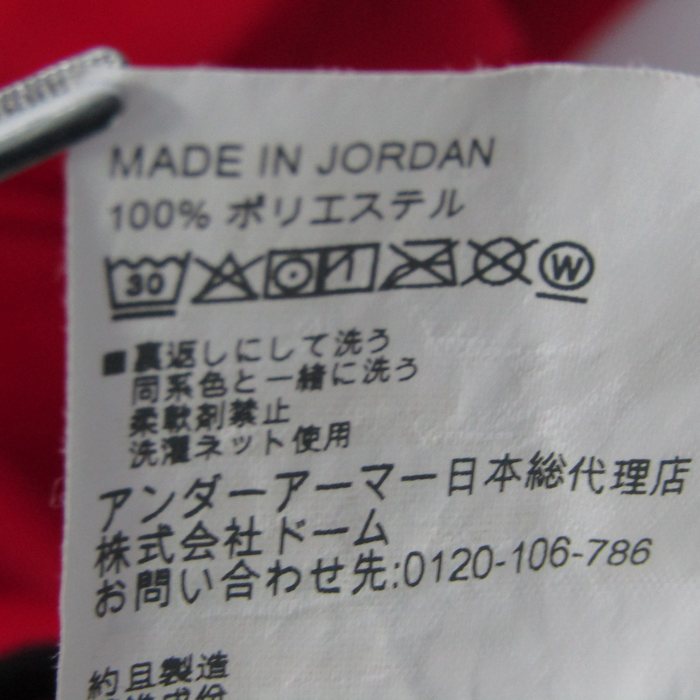 MADE IN JORDAN
100% ポリエステル
30 W
■裏返しにして洗う
同系色と一緒に洗う
柔軟剤禁止
洗濯ネット使用
アンダーアーマー日本総代理店
株式会社ドーム
お問い合わせ先:0120-106-786
約旦製造